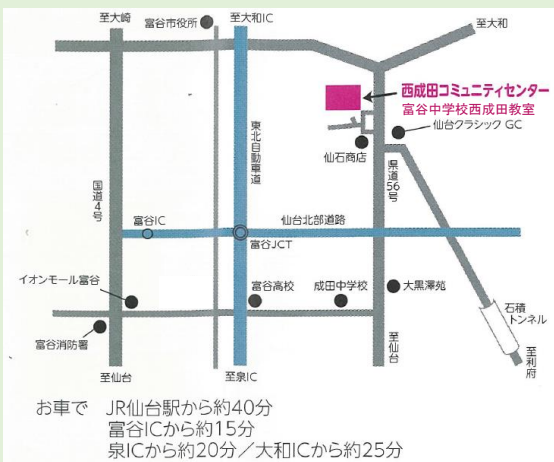 至大崎
富谷市役所
至大和IC
至大和
西成田コミュニティセンター
富谷中学校西成田教室
仙台クラシック GC
仙石商店
東北自動車道
県道56号
国道4号
富谷IC
仙台北部道路
富谷JCT
イオンモール富谷
富谷高校
成田中学校
大黒澤苑
石積
トンネル
富谷消防署
至仙台
至利府
至仙台
至泉IC
お車で JR仙台駅から約40分
富谷ICから約15分
泉ICから約20分／大和ICから約25分